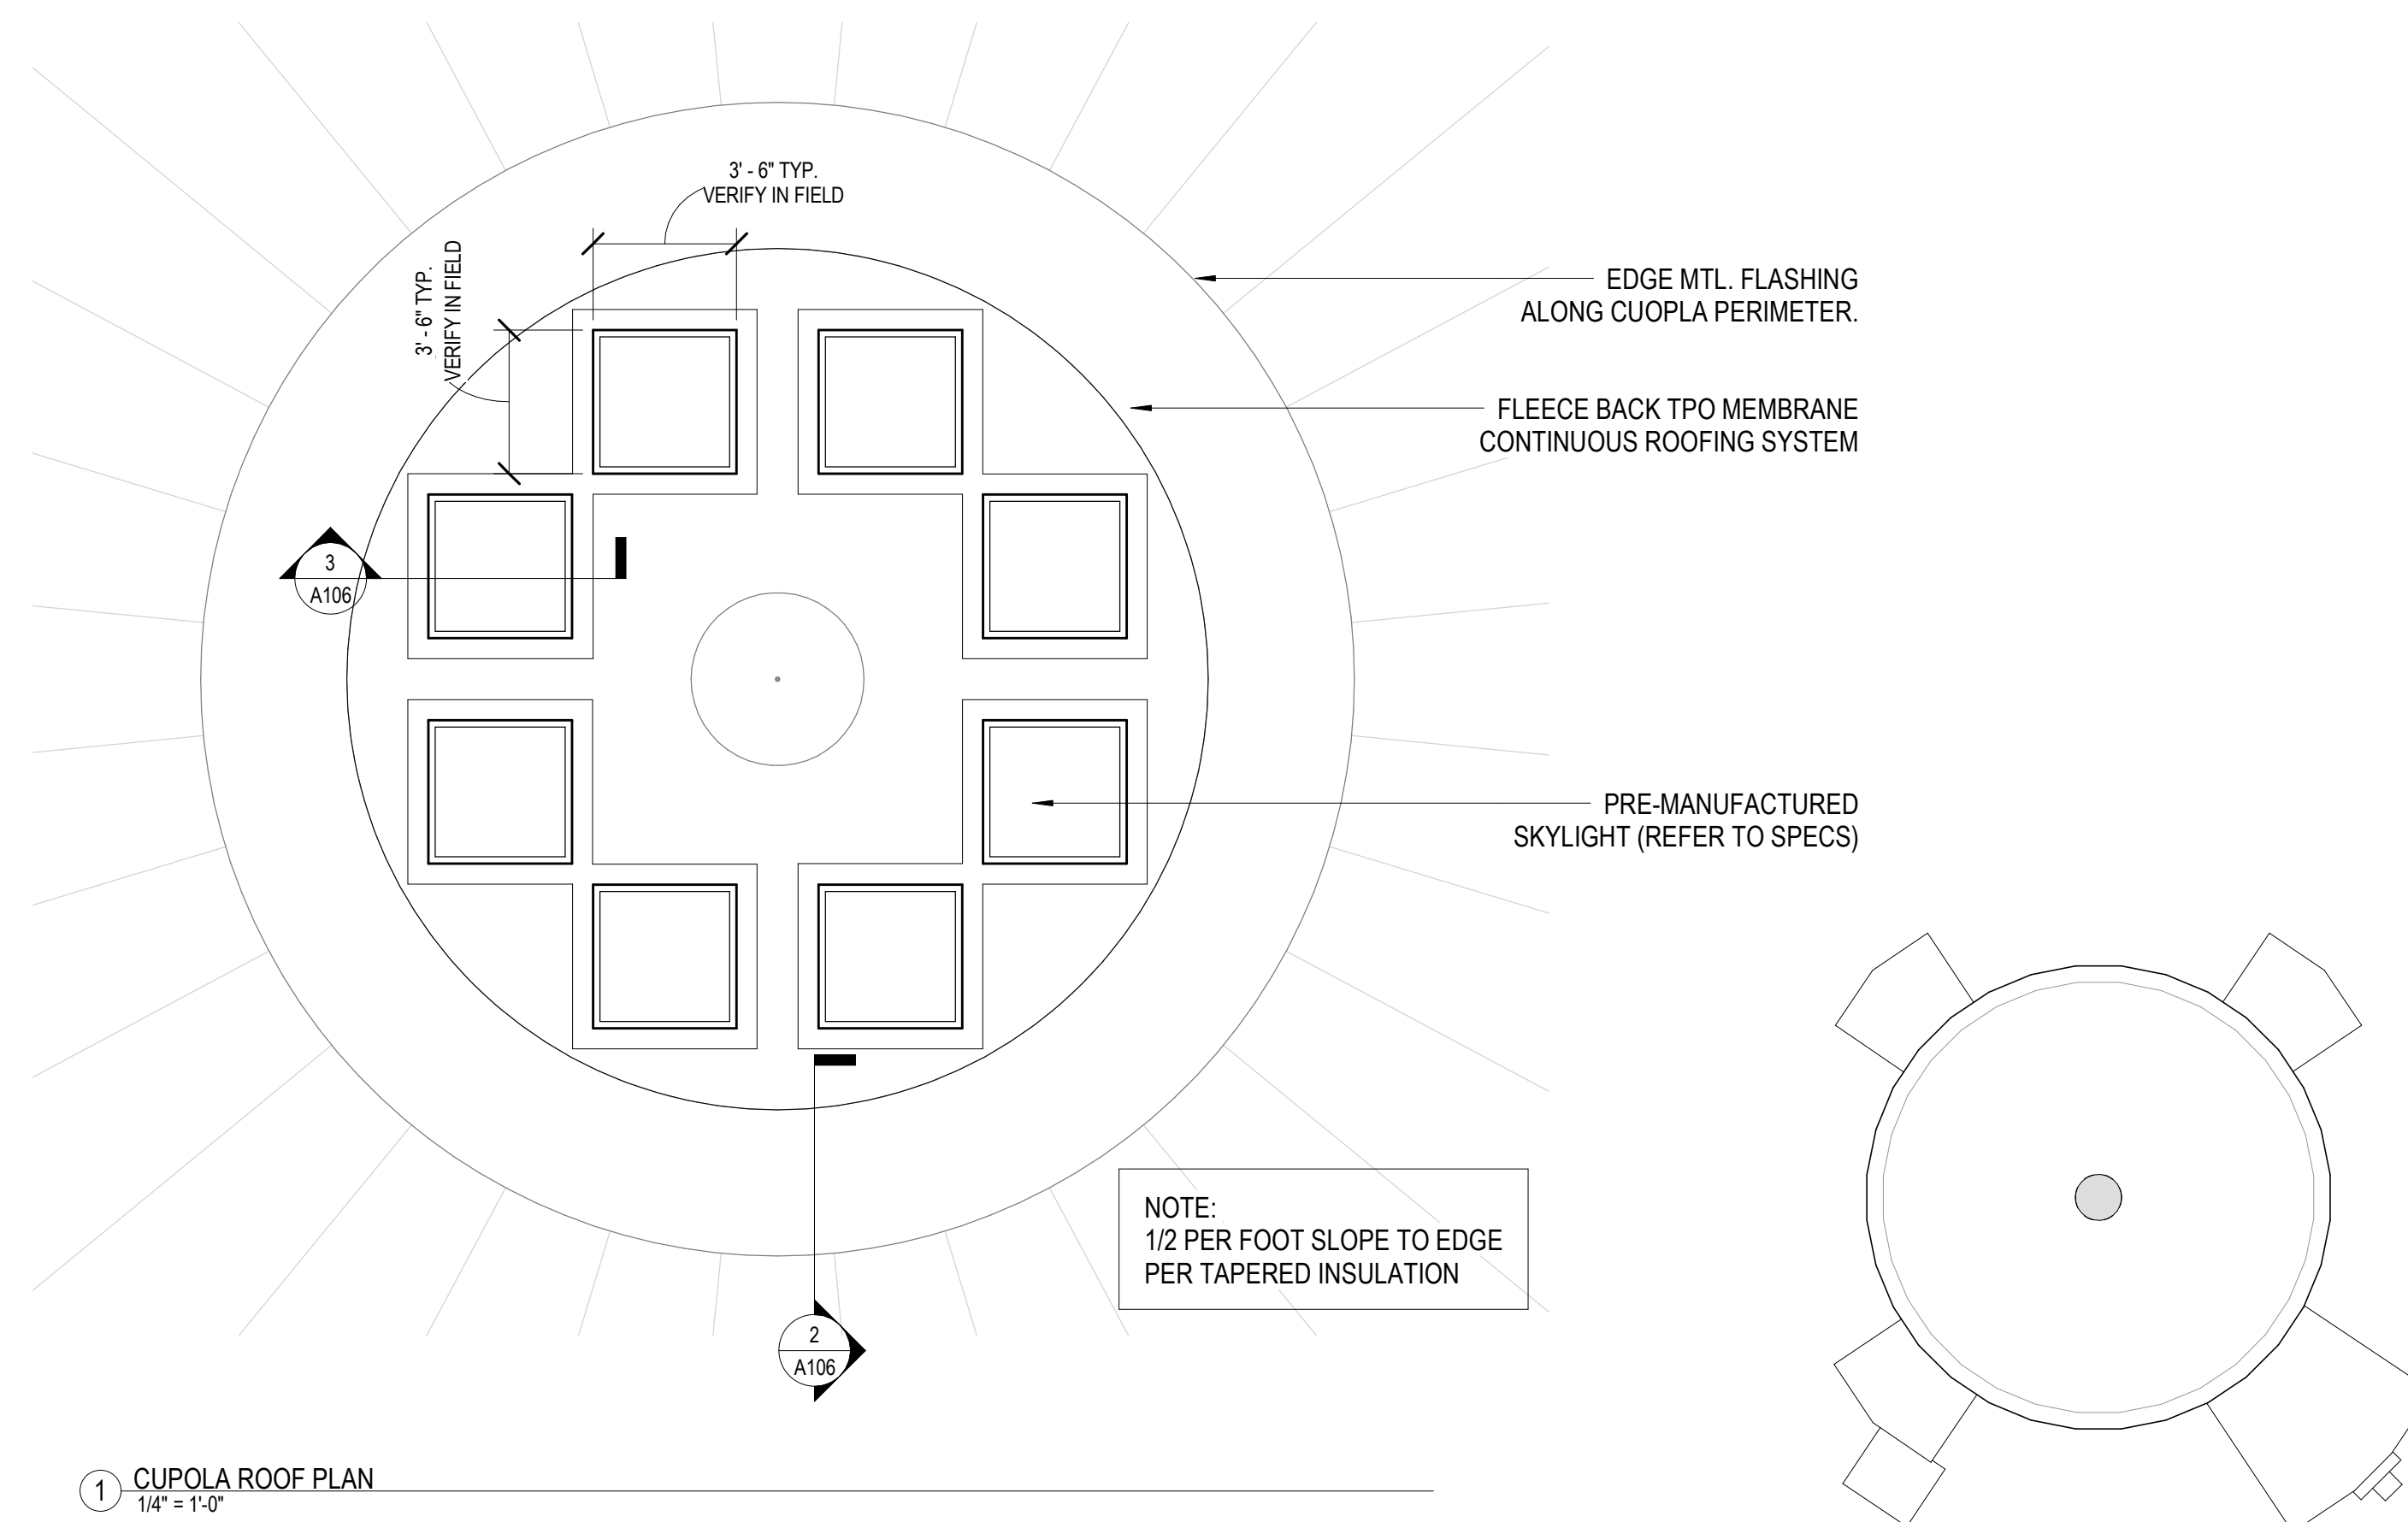 3' - 6" TYP.
VERIFY IN FIELD
3' - 6" TYP.
VERIFY IN FIELD
EDGE MTL. FLASHING
ALONG CUOPLA PERIMETER.
FLEECE BACK TPO MEMBRANE
CONTINUOUS ROOFING SYSTEM
3
A106
PRE-MANUFACTURED
SKYLIGHT (REFER TO SPECS)
NOTE:
1/2 PER FOOT SLOPE TO EDGE
PER TAPERED INSULATION
2
A106
1
CUPOLA ROOF PLAN
1/4" = 1'-0"